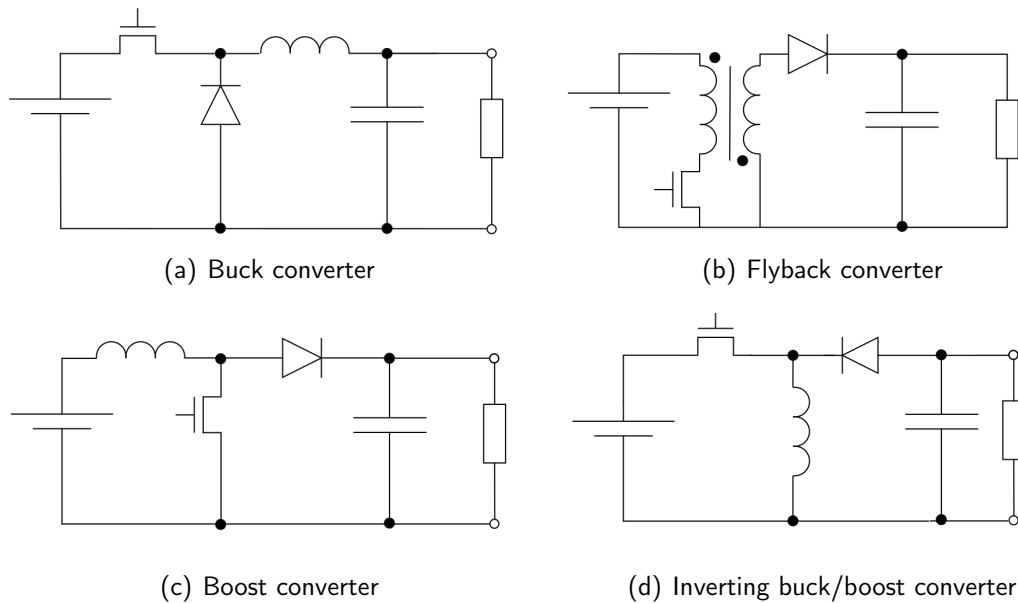 (a) Buck converter
(b) Flyback converter
(c) Boost converter
(d) Inverting buck/boost converter